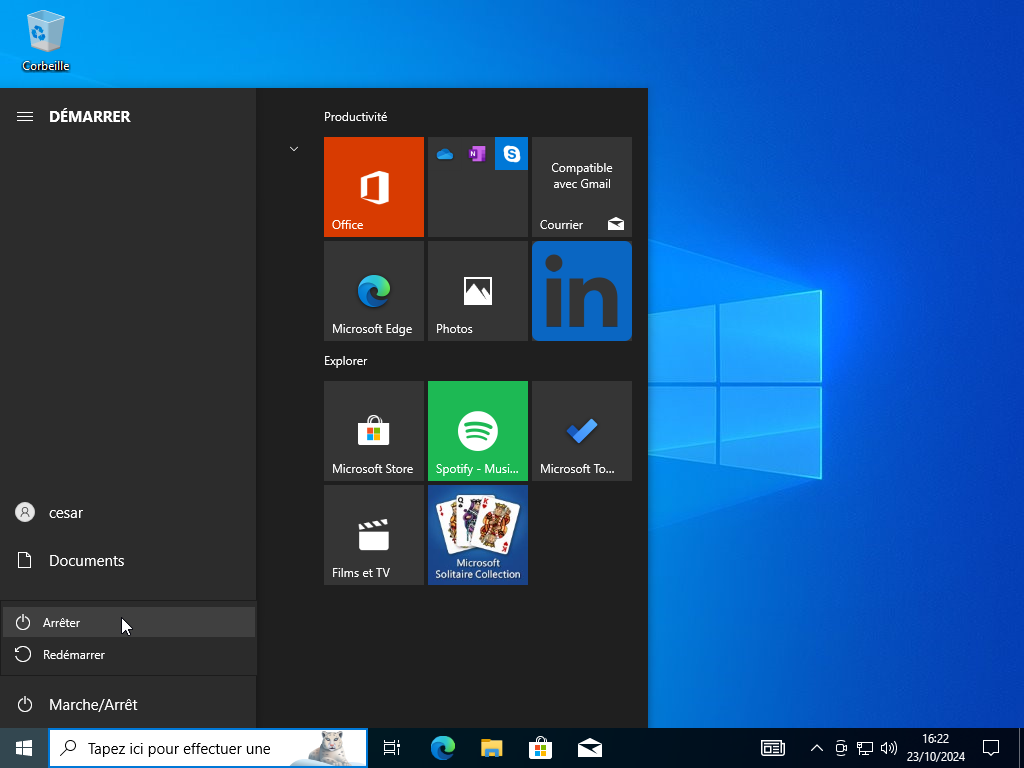 Corbeille
DÉMARRER
Productivité
Office
Compatible
avec Gmail
Courrier
Microsoft Edge
Photos
in
Explorer
Microsoft Store
Spotify - Musi...
Microsoft To...
Films et TV
Microsoft
Solitaire Collection
cesar
Documents
Arrêter
Redémarrer
Marche/Arrêt
Tapez ici pour effectuer une
16:22
23/10/2024